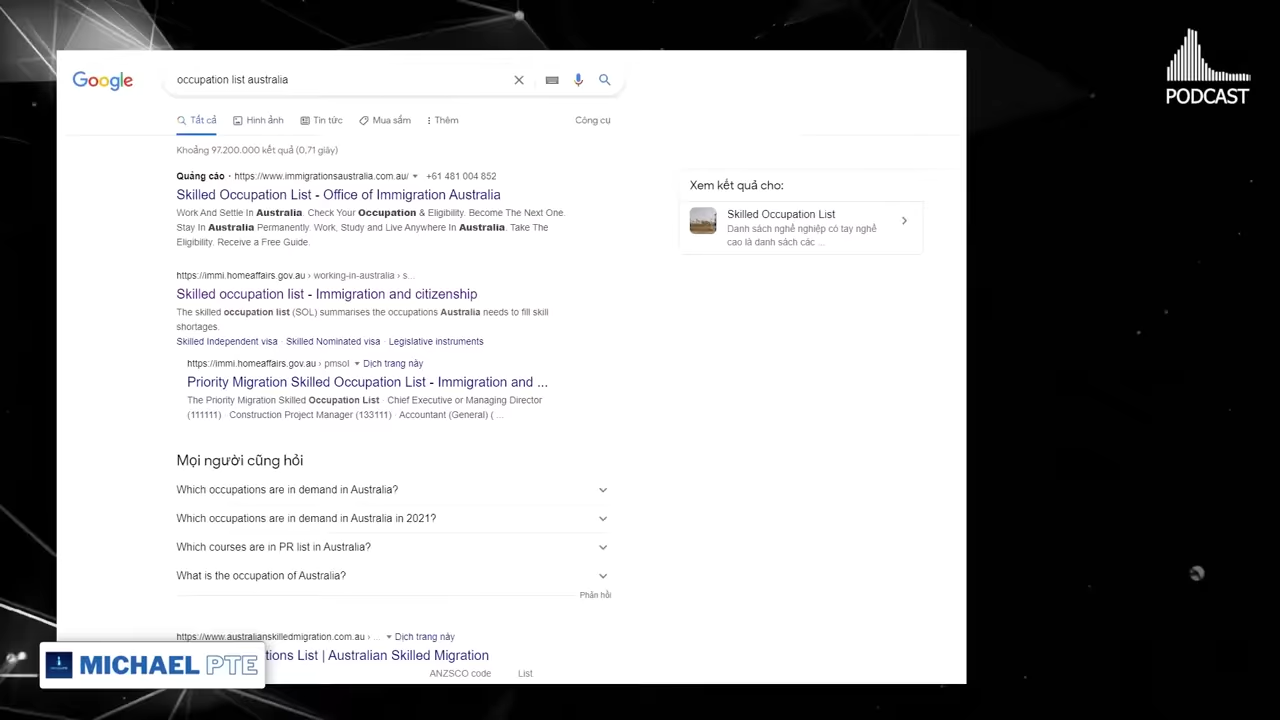 PODCAST
Google
occupation list australia
Tất cả
Hình ảnh
Tin tức
Mua sắm
Thêm
Công cụ
Khoảng 97.200.000 kết quả (0,71 giây)
Quảng cáo · https://www.immigrationsaustralia.com.au/ +61 481 004 852
Skilled Occupation List - Office of Immigration Australia
Work And Settle In Australia. Check Your Occupation & Eligibility. Become The Next One.
Stay In Australia Permanently. Work, Study and Live Anywhere In Australia. Take The
Eligibility. Receive a Free Guide.
Xem kết quả cho:
Skilled Occupation List
Danh sách nghề nghiệp có tay nghề
cao là danh sách các ...
https://immi.homeaffairs.gov.au › working-in-australia › s...
Skilled occupation list - Immigration and citizenship
The skilled occupation list (SOL) summarises the occupations Australia needs to fill skill
shortages.
Skilled Independent visa · Skilled Nominated visa · Legislative instruments
https://immi.homeaffairs.gov.au › pmsol Dịch trang này
Priority Migration Skilled Occupation List - Immigration and ...
The Priority Migration Skilled Occupation List · Chief Executive or Managing Director
(111111) · Construction Project Manager (133111) · Accountant (General) ( ...
Mọi người cũng hỏi
Which occupations are in demand in Australia?
Which occupations are in demand in Australia in 2021?
Which courses are in PR list in Australia?
What is the occupation of Australia?
Phản hồi
https://www.australianskilledmigration.com.au › ... Dịch trang này
tions List | Australian Skilled Migration
ANZSCO code List
MICHAEL PTE